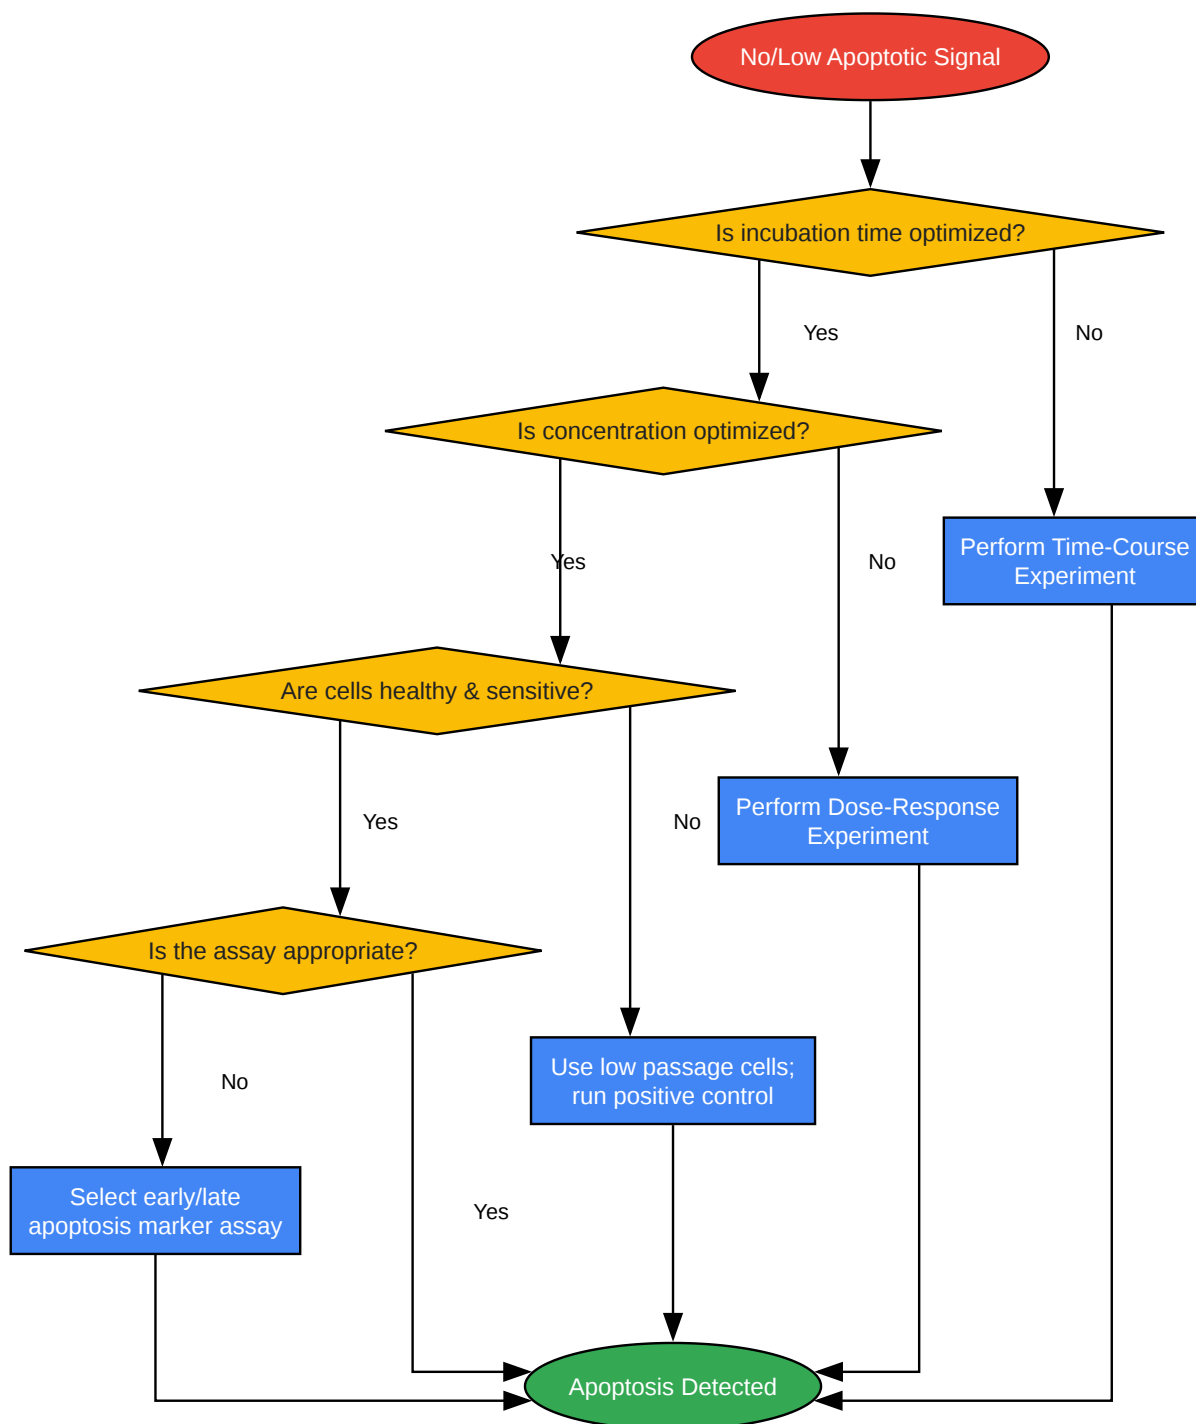 No/Low Apoptotic Signal
Is incubation time optimized?
Yes
No
Is concentration optimized?
Perform Time-Course
Experiment
Yes
No
Are cells healthy & sensitive?
Perform Dose-Response
Experiment
Yes
No
Is the assay appropriate?
Use low passage cells;
run positive control
No
Select early/late
apoptosis marker assay
Yes
Apoptosis Detected